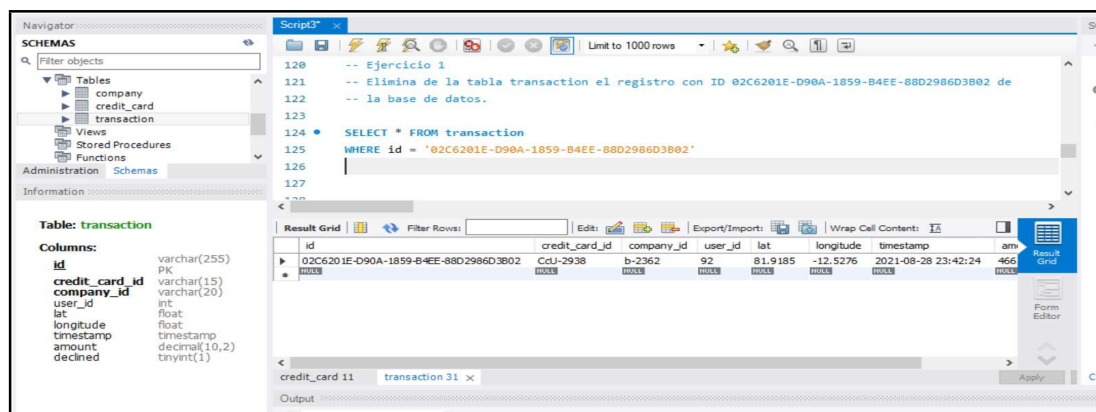 Navigator
SCHEMAS
Filter objects
Tables
company
credit_card
transaction
Views
Stored Procedures
Functions
Administration Schemas
Information
Table: transaction
Columns:
id varchar(255) PK
credit_card_id varchar(15)
company_id varchar(20)
user_id int
lat float
longitude float
timestamp timestamp
amount decimal(10,2)
declined tinyint(1)
Script3*
Limit to 1000 rows
120 -- Ejercicio 1
121 -- Elimina de la tabla transaction el registro con ID 02C6201E-D90A-1859-B4EE-88D2986D3B02 de
122 -- la base de datos.
123
124 SELECT * FROM transaction
125 WHERE id = '02C6201E-D90A-1859-B4EE-88D2986D3B02'
126
127
Result Grid Filter Rows: Edit: Export/Import: Wrap Cell Content:
id credit_card_id company_id user_id lat longitude timestamp am
02C6201E-D90A-1859-B4EE-88D2986D3B02 CcU-2938 b-2362 92 81.9185 -12.5276 2021-08-28 23:42:24 466
NULL NULL NULL NULL NULL NULL NULL NULL
Result Grid
Form Editor
credit_card 11 transaction 31
Apply
Output